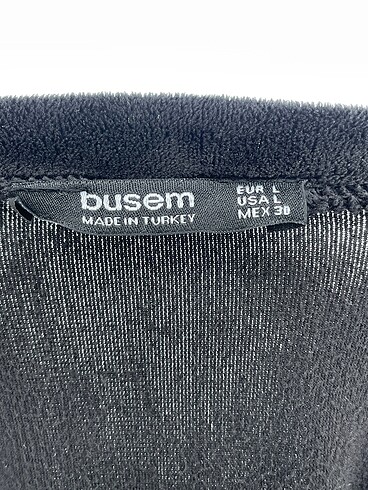 busem
MADE IN TURKEY
EUR L
USA L
MEX 30